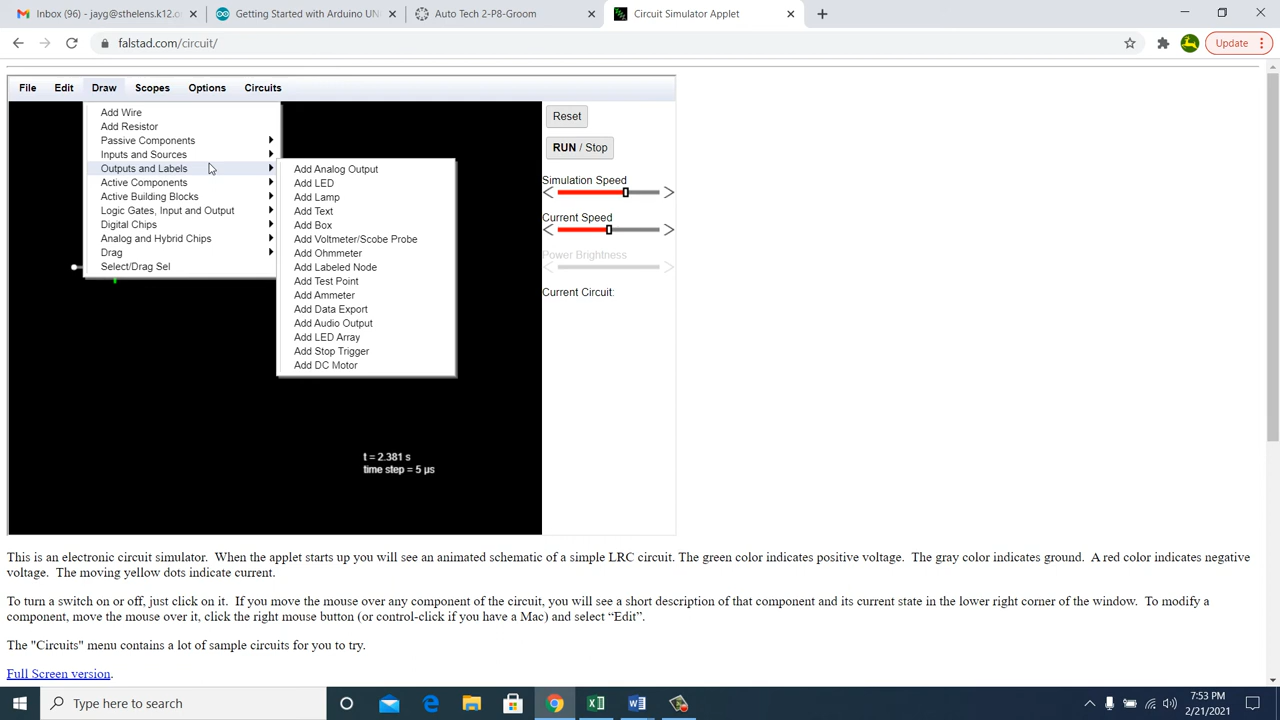 Inbox (96) - jayg@sthelens.k12.o
Getting Started with Arduino UN
Auto Tech 2-P8-Groom
Circuit Simulator Applet
falstad.com/circuit/
Update
File
Edit
Draw
Scopes
Options
Circuits
Add Wire
Add Resistor
Passive Components
Inputs and Sources
Outputs and Labels
Active Components
Active Building Blocks
Logic Gates, Input and Output
Digital Chips
Analog and Hybrid Chips
Drag
Select/Drag Sel
Add Analog Output
Add LED
Add Lamp
Add Text
Add Box
Add Voltmeter/Scobe Probe
Add Ohmmeter
Add Labeled Node
Add Test Point
Add Ammeter
Add Data Export
Add Audio Output
Add LED Array
Add Stop Trigger
Add DC Motor
t = 2.381 s
time step = 5 µs
Reset
RUN / Stop
Simulation Speed
Current Speed
Power Brightness
Current Circuit:
This is an electronic circuit simulator.  When the applet starts up you will see an animated schematic of a simple LRC circuit. The green color indicates positive voltage.  The gray color indicates ground.  A red color indicates negative
voltage.  The moving yellow dots indicate current.
To turn a switch on or off, just click on it.  If you move the mouse over any component of the circuit, you will see a short description of that component and its current state in the lower right corner of the window.  To modify a
component, move the mouse over it, click the right mouse button (or control-click if you have a Mac) and select “Edit”.
The "Circuits" menu contains a lot of sample circuits for you to try.
Full Screen version.
Type here to search
7:53 PM
2/21/2021